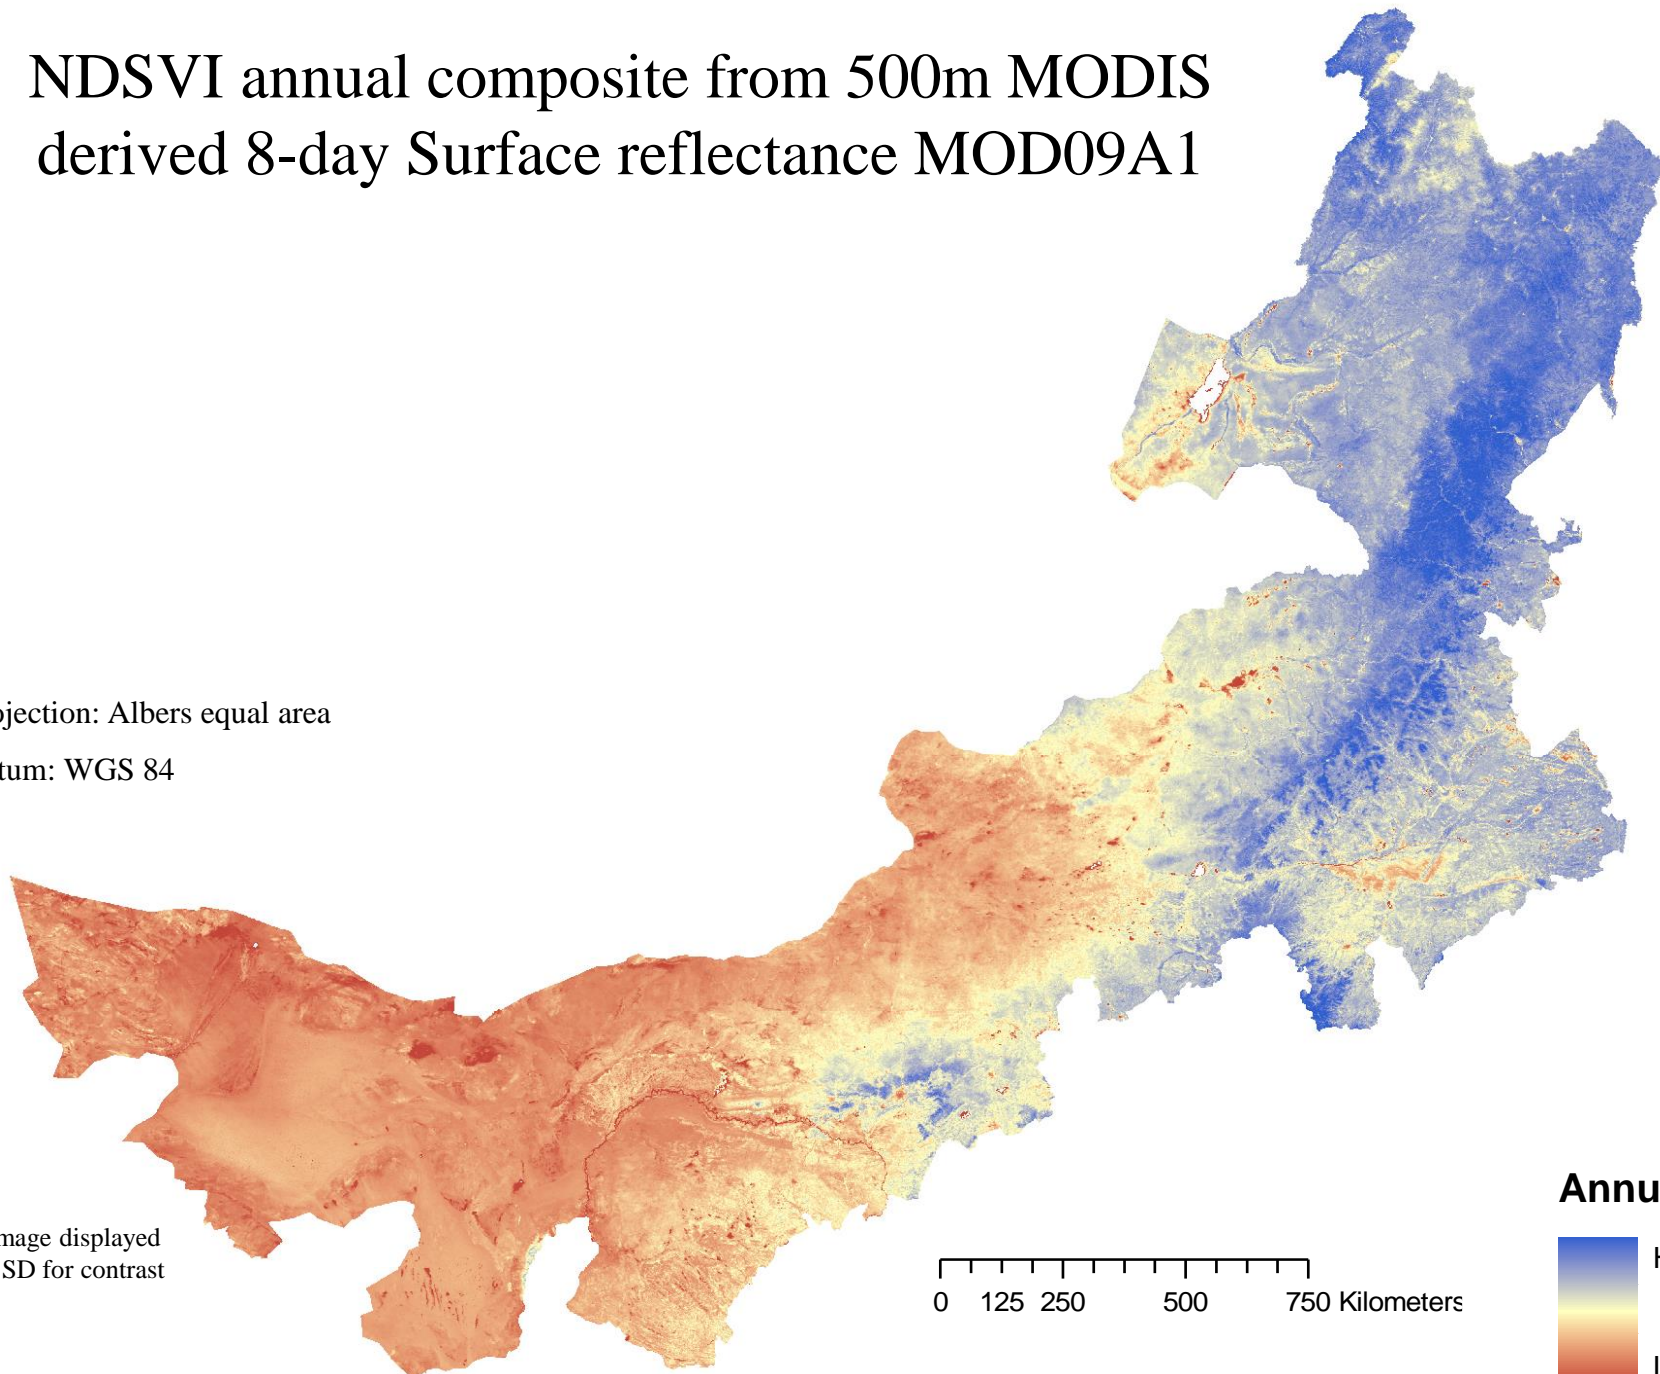 NDSVI annual composite from 500m MODIS
derived 8-day Surface reflectance MOD09A1
ojection: Albers equal area
tum: WGS 84
mage displayed
SD for contrast
0 125 250 500 750 Kilometers
Annu